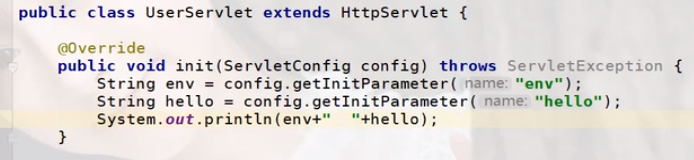 public class UserServlet extends HttpServlet {
@Override
public void init(ServletConfig config) throws ServletException {
String env = config.getInitParameter( name: "env");
String hello = config.getInitParameter( name: "hello");
System.out.println(env+"  "+hello);
}